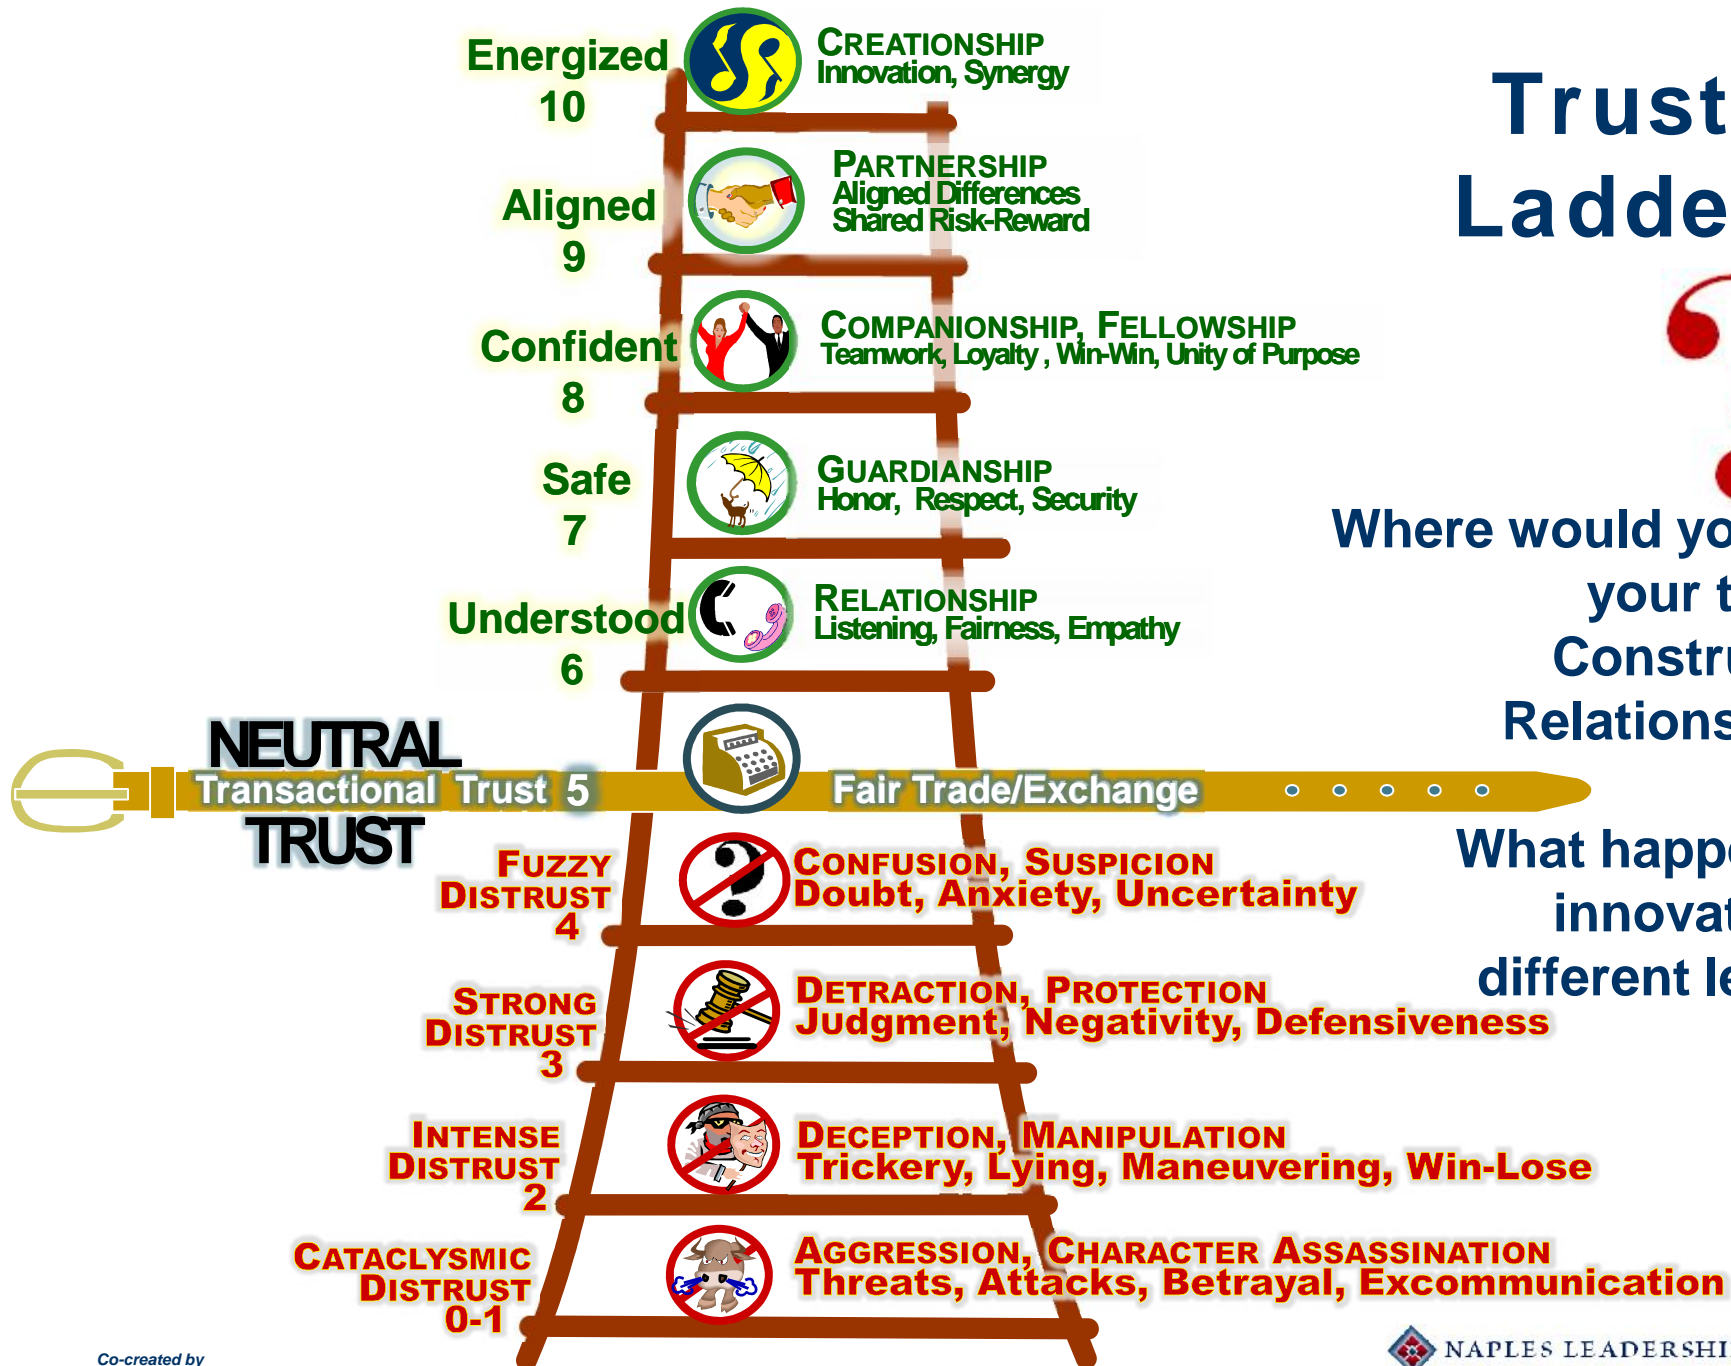 Trust
Ladde
Energized
10
CREATIONSHIP
Innovation, Synergy
Aligned
9
PARTNERSHIP
Aligned Differences
Shared Risk-Reward
Confident
8
COMPANIONSHIP, FELLOWSHIP
Teamwork, Loyalty , Win-Win, Unity of Purpose
Safe
7
GUARDIANSHIP
Honor, Respect, Security
Understood
6
RELATIONSHIP
Listening, Fairness, Empathy
Where would yo
your t
Constru
Relations
NEUTRAL
Transactional Trust 5
Fair Trade/Exchange
TRUST
What happe
innovat
different le
FUZZY
DISTRUST
4
CONFUSION, SUSPICION
Doubt, Anxiety, Uncertainty
STRONG
DISTRUST
3
DETRACTION, PROTECTION
Judgment, Negativity, Defensiveness
INTENSE
DISTRUST
2
DECEPTION, MANIPULATION
Trickery, Lying, Maneuvering, Win-Lose
CATACLYSMIC
DISTRUST
0-1
AGGRESSION, CHARACTER ASSASSINATION
Threats, Attacks, Betrayal, Excommunication
Co-created by
NAPLES LEADERSHI